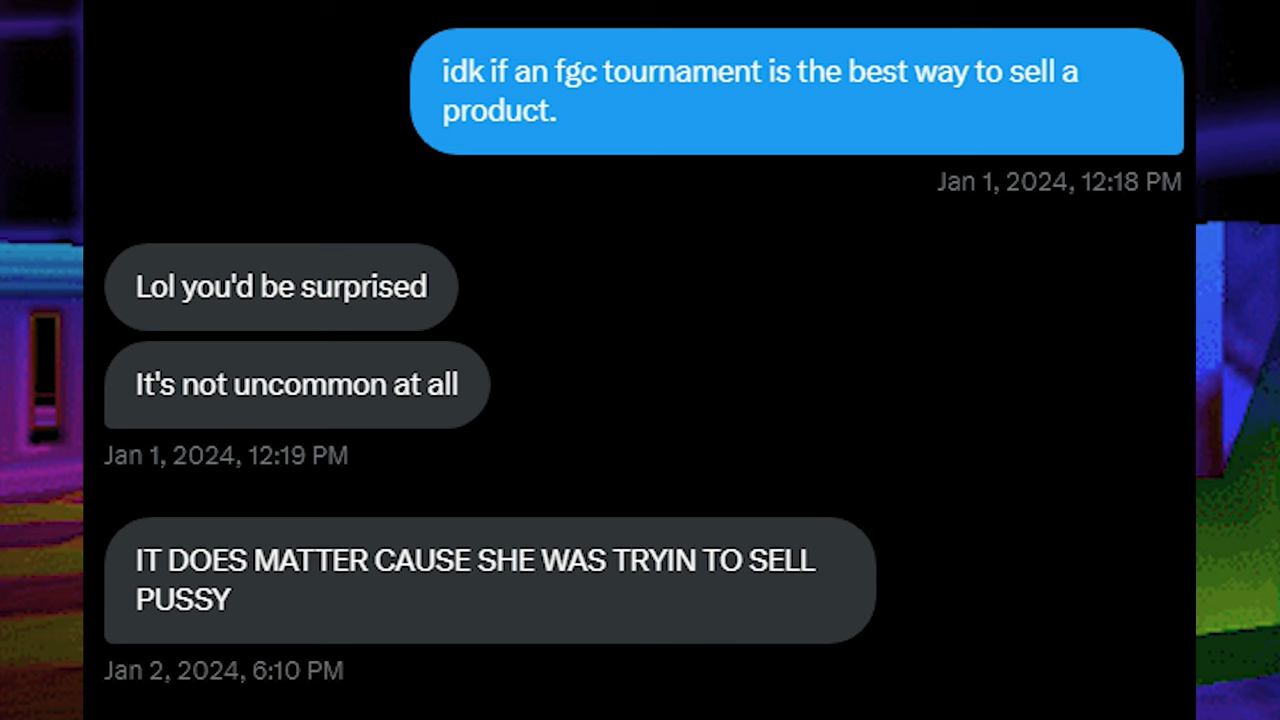 idk if an fgc tournament is the best way to sell a
product.
Jan 1, 2024, 12:18 PM
Lol you'd be surprised
It's not uncommon at all
Jan 1, 2024, 12:19 PM
IT DOES MATTER CAUSE SHE WAS TRYIN TO SELL
PUSSY
Jan 2, 2024, 6:10 PM